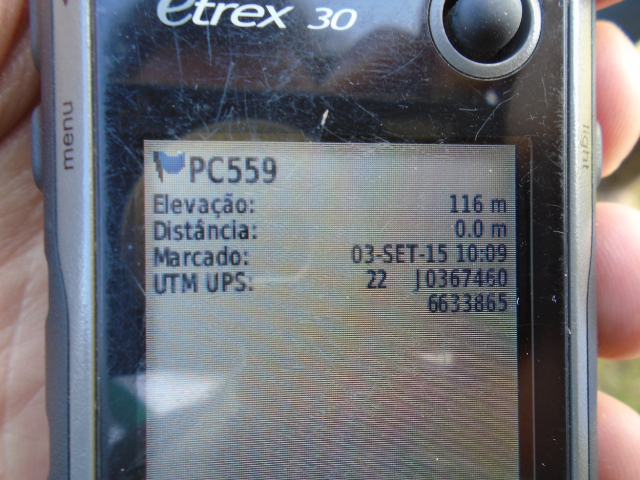 etrex 30
menu
light
PC559
Elevação: 116 m
Distância: 0.0 m
Marcado: 03-SET-15 10:09
UTM UPS: 22 J0367460
6633865